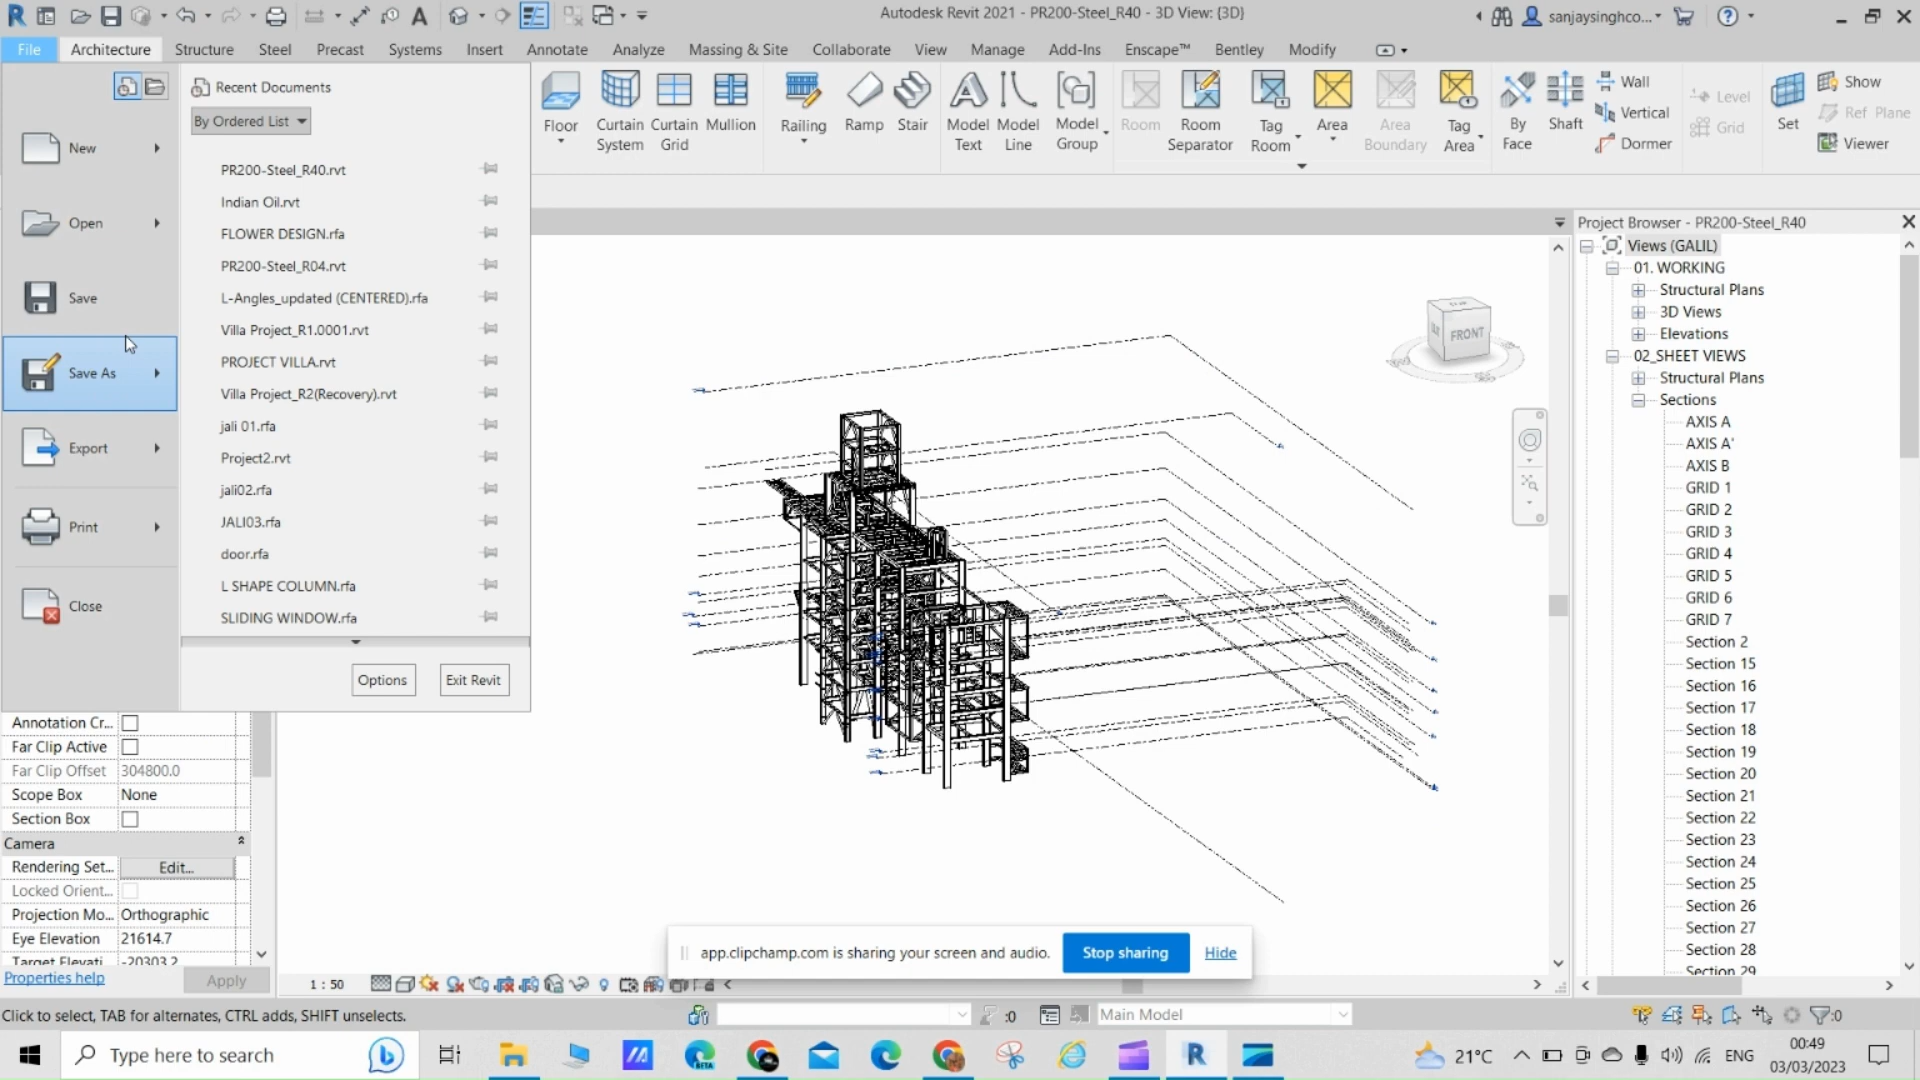 Autodesk Revit 2021 - PR200-Steel_R40 - 3D View: {3D}
sanjaysinghco...
File Architecture Structure Steel Precast Systems Insert Annotate Analyze Massing & Site Collaborate View Manage Add-Ins Enscape™ Bentley Modify
Recent Documents
By Ordered List
New
Open
Save
Save As
Export
Print
Close
PR200-Steel_R40.rvt
Indian Oil.rvt
FLOWER DESIGN.rfa
PR200-Steel_R04.rvt
L-Angles_updated (CENTERED).rfa
Villa Project_R1.0001.rvt
PROJECT VILLA.rvt
Villa Project_R2(Recovery).rvt
jali 01.rfa
Project2.rvt
jali02.rfa
JALI03.rfa
door.rfa
L SHAPE COLUMN.rfa
SLIDING WINDOW.rfa
Options
Exit Revit
Floor
Curtain System
Curtain Grid
Mullion
Railing
Ramp
Stair
Model Text
Model Line
Model Group
Room
Room Separator
Tag Room
Area
Area Boundary
Tag Area
By Face
Shaft
Wall
Vertical
Dormer
Level
Grid
Set
Show
Ref Plane
Viewer
FRONT
Project Browser - PR200-Steel_R40
Views (GALIL)
01. WORKING
Structural Plans
3D Views
Elevations
02_SHEET VIEWS
Structural Plans
Sections
AXIS A
AXIS A'
AXIS B
GRID 1
GRID 2
GRID 3
GRID 4
GRID 5
GRID 6
GRID 7
Section 2
Section 15
Section 16
Section 17
Section 18
Section 19
Section 20
Section 21
Section 22
Section 23
Section 24
Section 25
Section 26
Section 27
Section 28
Section 29
Annotation Cr...
Far Clip Active
Far Clip Offset 304800.0
Scope Box None
Section Box
Camera
Rendering Set... Edit...
Locked Orient...
Projection Mo... Orthographic
Eye Elevation 21614.7
Target Elevati... -20303.2
Properties help
Apply
1 : 50
app.clipchamp.com is sharing your screen and audio. Stop sharing Hide
Click to select, TAB for alternates, CTRL adds, SHIFT unselects.
:0
Main Model
:0
Type here to search
BETA
21°C
ENG
00:49
03/03/2023